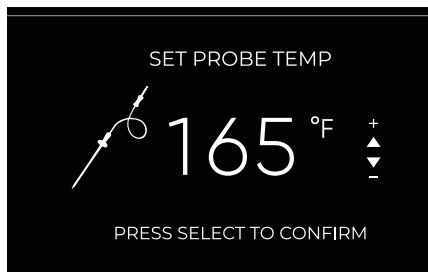 SET PROBE TEMP
165°F
+
−
PRESS SELECT TO CONFIRM